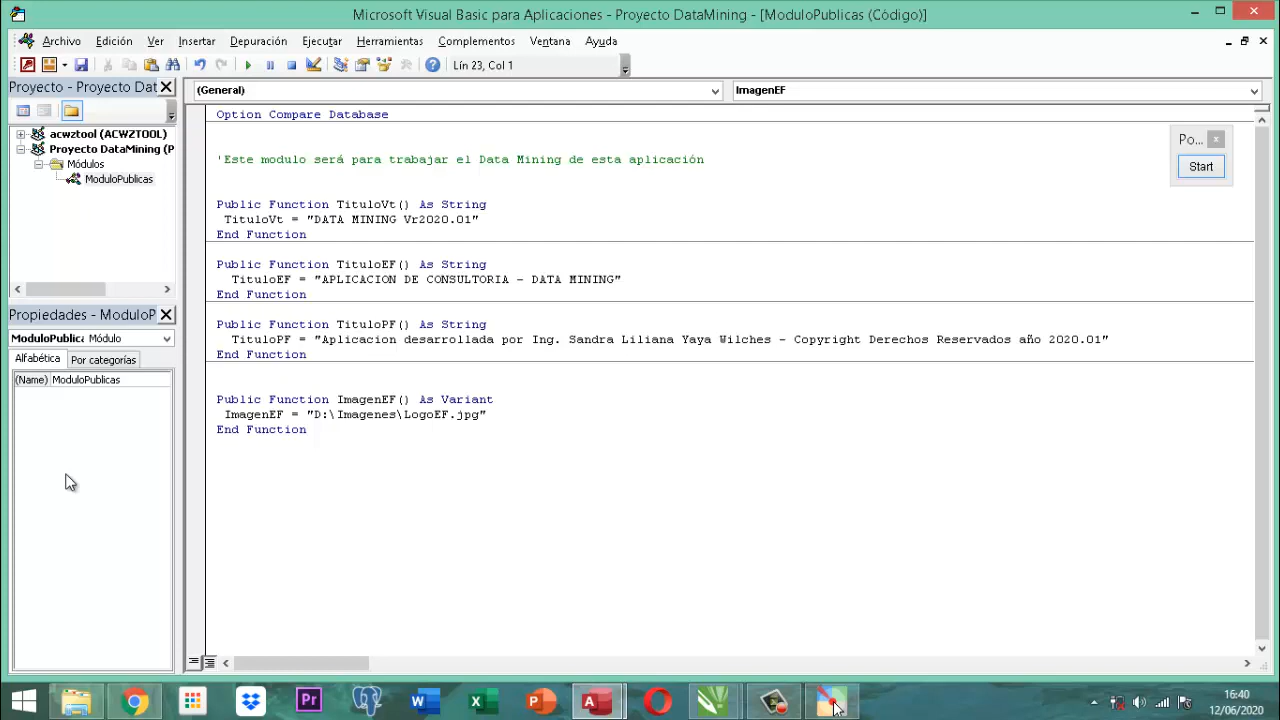 Microsoft Visual Basic para Aplicaciones - Proyecto DataMining - [ModuloPublicas (Código)]
Archivo Edición Ver Insertar Depuración Ejecutar Herramientas Complementos Ventana Ayuda
Lín 23, Col 1
Proyecto - Proyecto Dat
(General) ImagenEF
acwztool (ACWZTOOL)
Proyecto DataMining (P
Módulos
ModuloPublicas
Option Compare Database
'Este modulo será para trabajar el Data Mining de esta aplicación
Po...
Start
Public Function TituloVt() As String
TituloVt = "DATA MINING Vr2020.01"
End Function
Public Function TituloEF() As String
TituloEF = "APLICACION DE CONSULTORIA - DATA MINING"
End Function
Public Function TituloPF() As String
TituloPF = "Aplicacion desarrollada por Ing. Sandra Liliana Yaya Wilches - Copyright Derechos Reservados año 2020.01"
End Function
Public Function ImagenEF() As Variant
ImagenEF = "D:\Imagenes\LogoEF.jpg"
End Function
Propiedades - ModuloP
ModuloPublica Módulo
Alfabética Por categorías
(Name) ModuloPublicas
Pr
16:40
12/06/2020